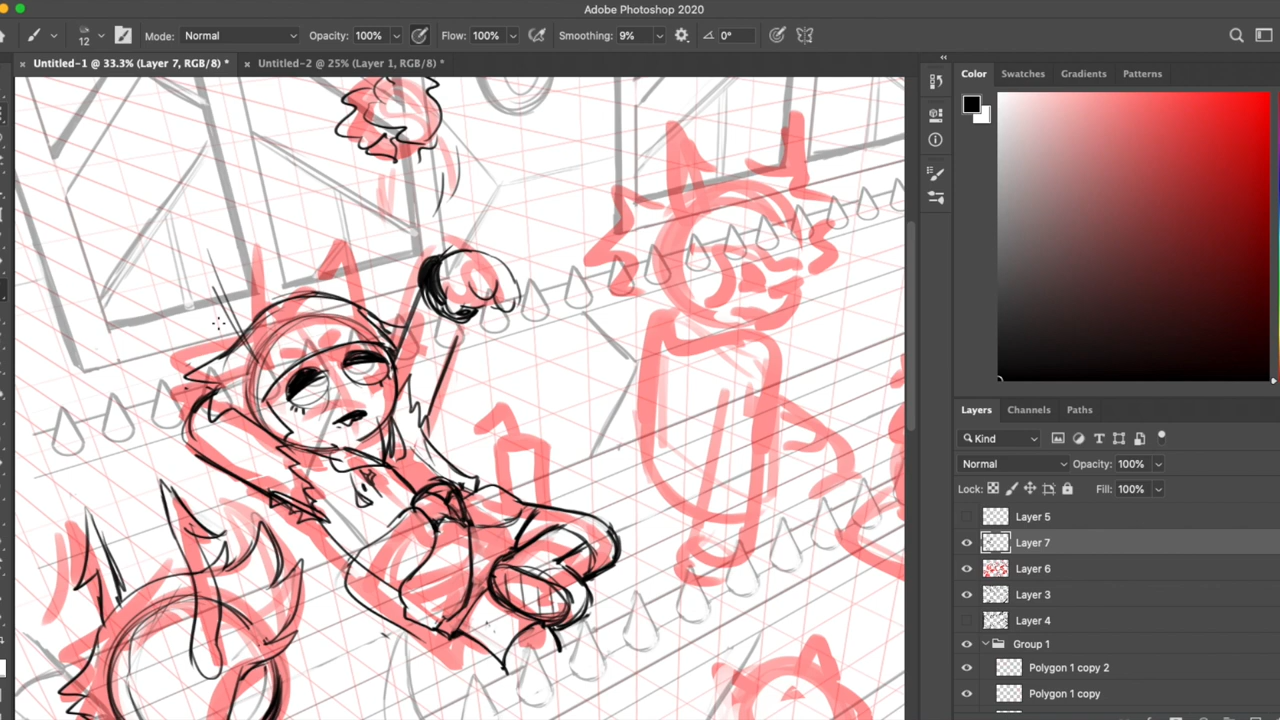 Adobe Photoshop 2020
12 Mode: Normal Opacity: 100% Flow: 100% Smoothing: 9% 0°
Untitled-1 @ 33.3% (Layer 7, RGB/8) * Untitled-2 @ 25% (Layer 1, RGB/8) *
Color Swatches Gradients Patterns
Layers Channels Paths
Kind
Normal Opacity: 100%
Lock: Fill: 100%
Layer 5
Layer 7
Layer 6
Layer 3
Layer 4
Group 1
Polygon 1 copy 2
Polygon 1 copy